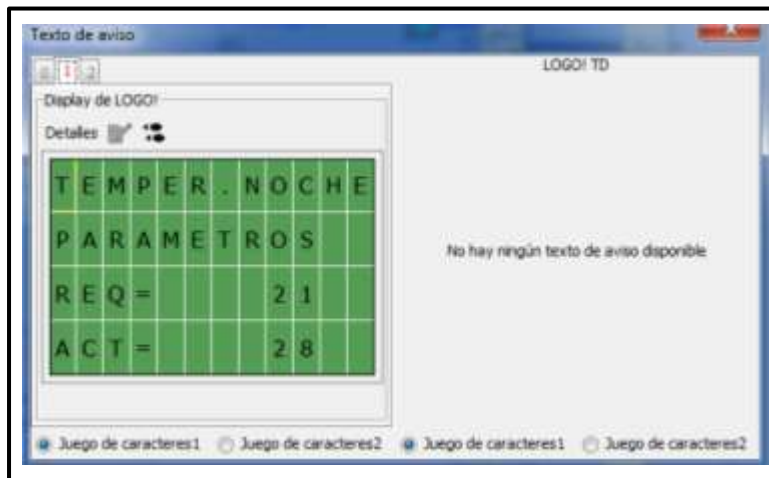 Texto de aviso
LOGO! TD
1 2
Display de LOGO!
Detalles
TEMPER.NOCHE
PARAMETROS
REQ= 21
ACT= 28
No hay ningún texto de aviso disponible
Juego de caracteres1 Juego de caracteres2 Juego de caracteres1 Juego de caracteres2